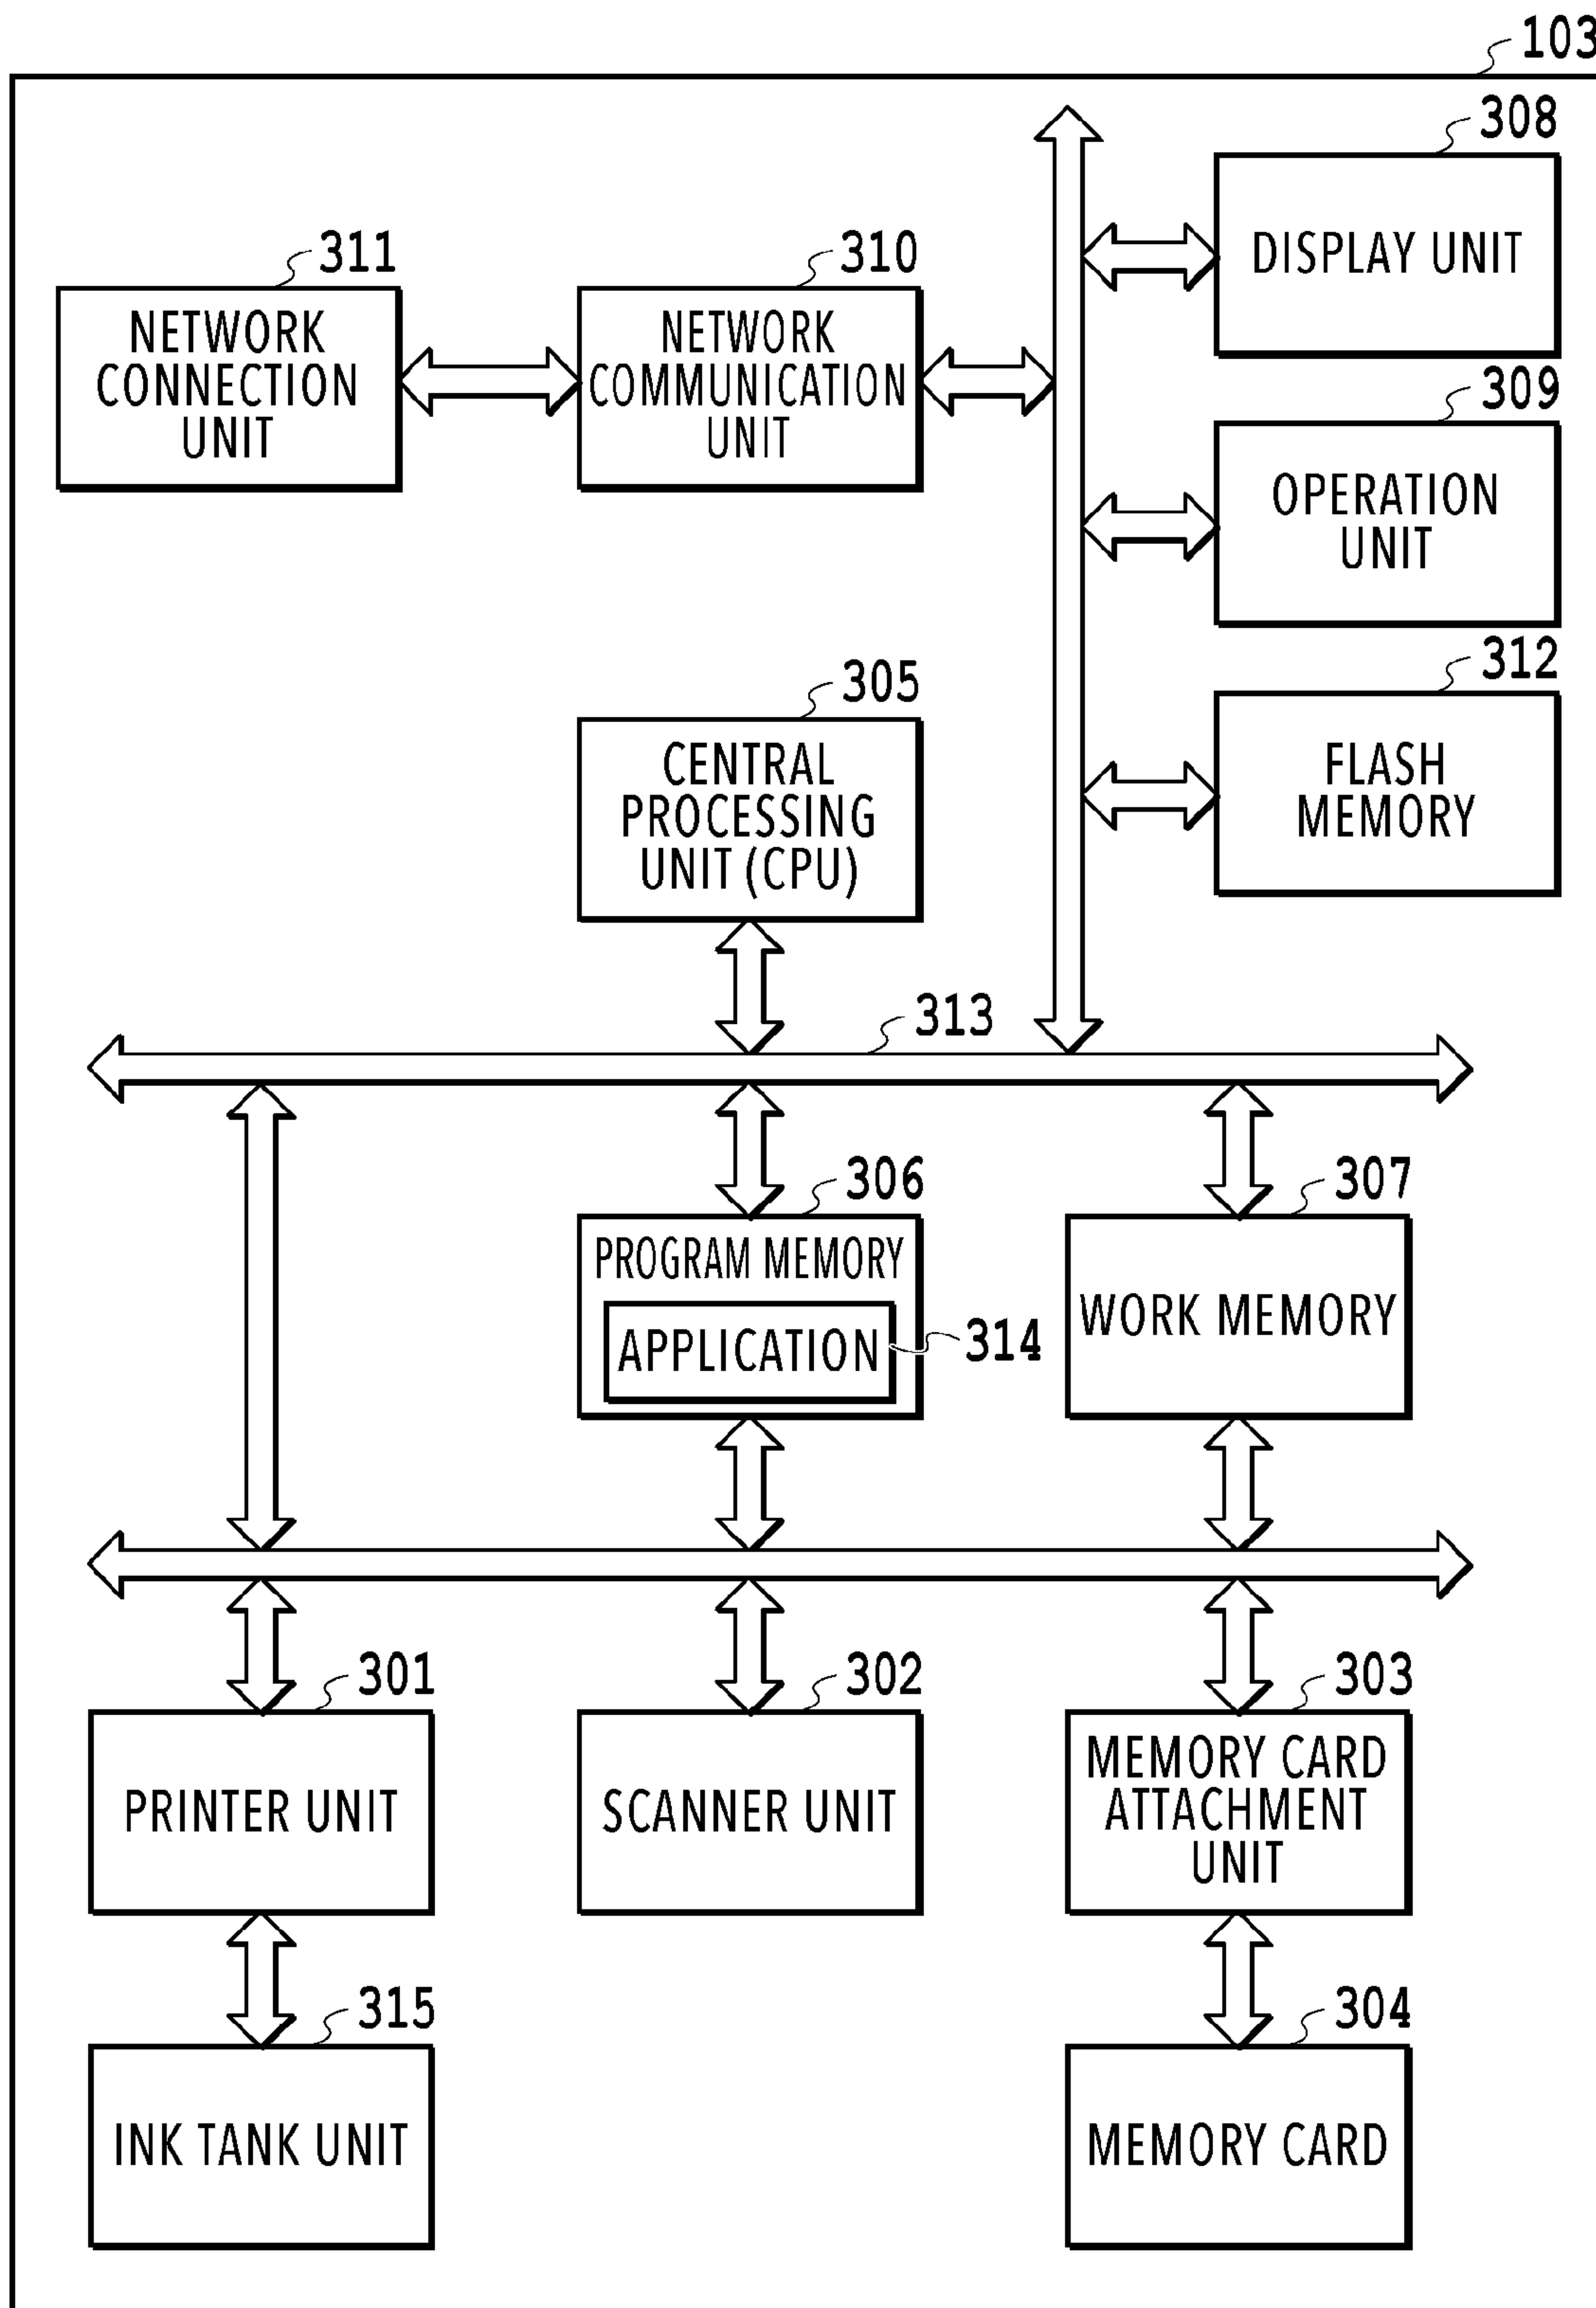 103
308
DISPLAY UNIT
311
NETWORK
CONNECTION
UNIT
310
NETWORK
COMMUNICATION
UNIT
309
OPERATION
UNIT
312
FLASH
MEMORY
305
CENTRAL
PROCESSING
UNIT (CPU)
313
306
PROGRAM MEMORY
APPLICATION
314
307
WORK MEMORY
301
PRINTER UNIT
302
SCANNER UNIT
303
MEMORY CARD
ATTACHMENT
UNIT
315
INK TANK UNIT
304
MEMORY CARD